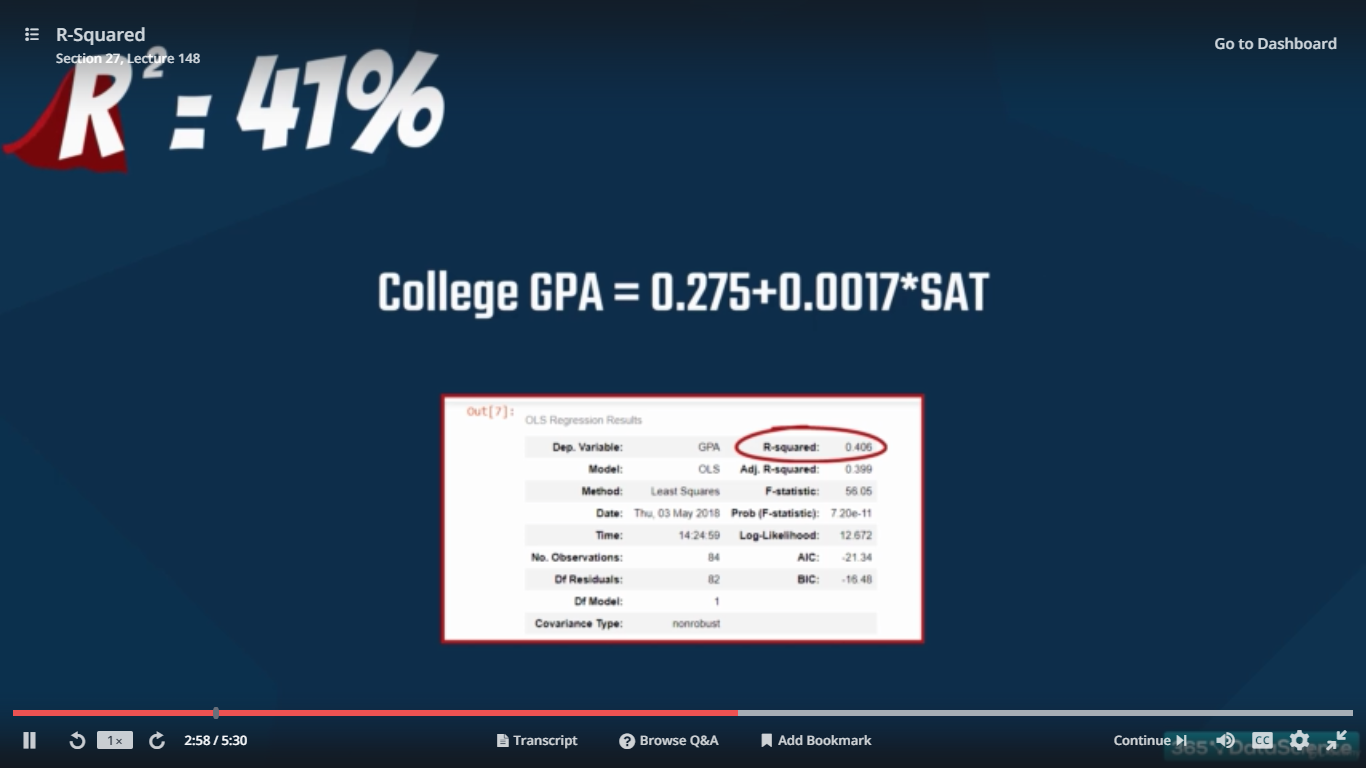 R-Squared
Section 27, Lecture 148
Go to Dashboard
R² = 41%
College GPA = 0.275+0.0017*SAT
Out[7]:
OLS Regression Results
Dep. Variable: GPA R-squared: 0.406
Model: OLS Adj. R-squared: 0.399
Method: Least Squares F-statistic: 56.05
Date: Thu, 03 May 2018 Prob (F-statistic): 7.20e-11
Time: 14:24:59 Log-Likelihood: 12.672
No. Observations: 84 AIC: -21.34
Df Residuals: 82 BIC: -16.48
Df Model: 1
Covariance Type: nonrobust
1× 2:58 / 5:30 Transcript Browse Q&A Add Bookmark Continue CC
365 DataScience